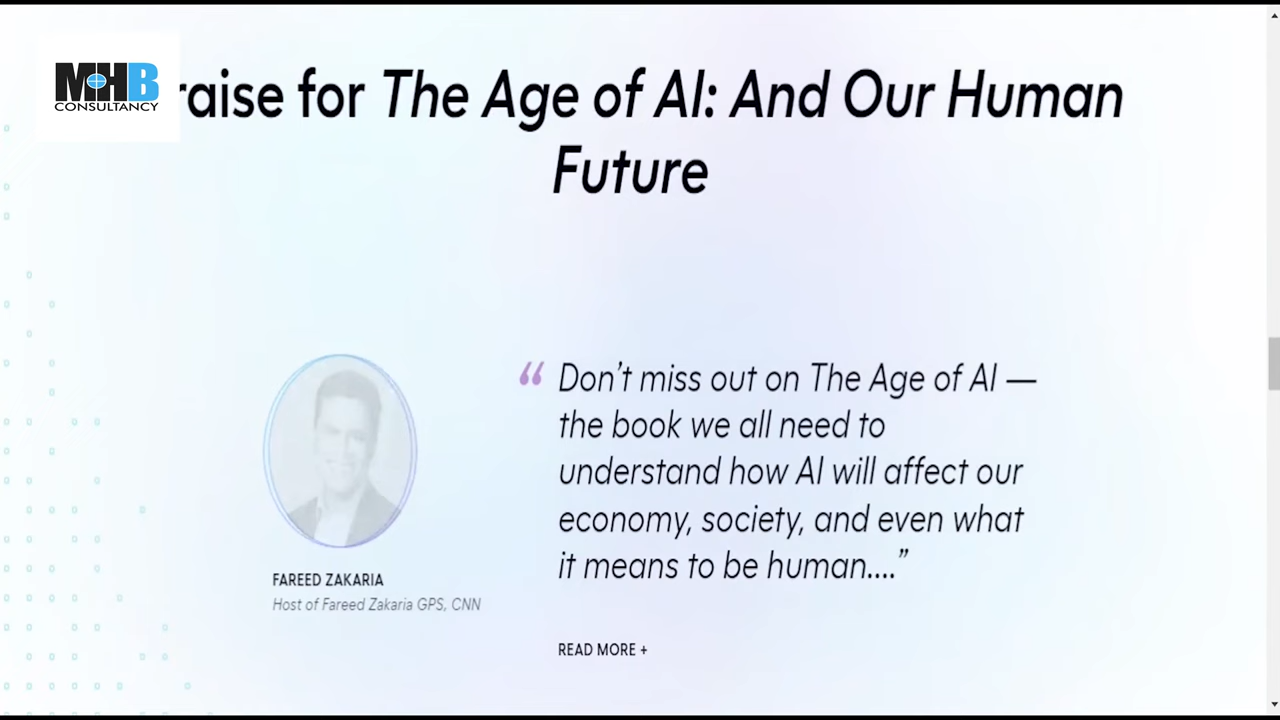 MHB
CONSULTANCY
raise for The Age of AI: And Our Human
Future
“ Don’t miss out on The Age of AI —
the book we all need to
understand how AI will affect our
economy, society, and even what
it means to be human....”
FAREED ZAKARIA
Host of Fareed Zakaria GPS, CNN
READ MORE +